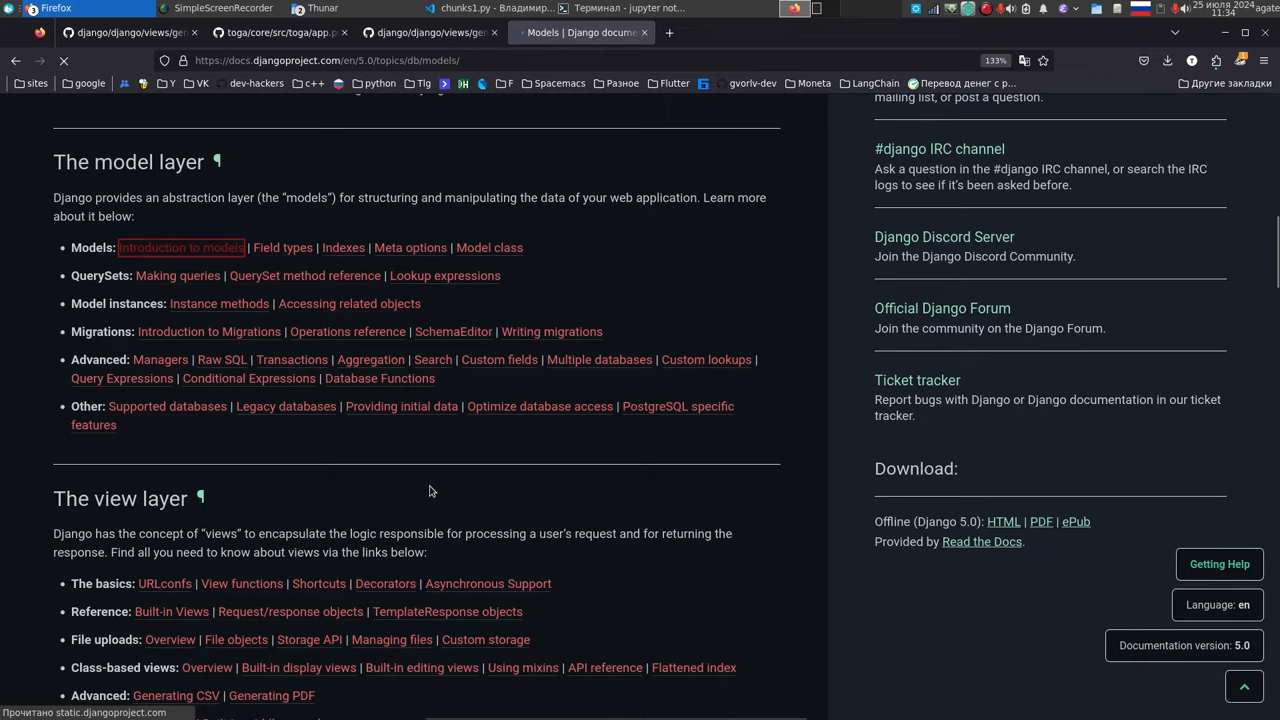 Firefox
3
SimpleScreenRecorder
Thunar
2
chunks1.py - Владимир...
Терминал - jupyter not...
25 июля 2024
11:34
agate
django/django/views/gen
toga/core/src/toga/app.p
django/django/views/gen
Models | Django docume
https://docs.djangoproject.com/en/5.0/topics/db/models/
133%
sites
google
Y
VK
dev-hackers
c++
python
Tlg
F
Spacemacs
Разное
Flutter
gvorlv-dev
Moneta
LangChain
Перевод денег с р...
Другие закладки
The model layer ¶
Django provides an abstraction layer (the “models”) for structuring and manipulating the data of your web application. Learn more
about it below:
• Models: Introduction to models | Field types | Indexes | Meta options | Model class
• QuerySets: Making queries | QuerySet method reference | Lookup expressions
• Model instances: Instance methods | Accessing related objects
• Migrations: Introduction to Migrations | Operations reference | SchemaEditor | Writing migrations
• Advanced: Managers | Raw SQL | Transactions | Aggregation | Search | Custom fields | Multiple databases | Custom lookups |
Query Expressions | Conditional Expressions | Database Functions
• Other: Supported databases | Legacy databases | Providing initial data | Optimize database access | PostgreSQL specific
features
The view layer ¶
Django has the concept of “views” to encapsulate the logic responsible for processing a user’s request and for returning the
response. Find all you need to know about views via the links below:
• The basics: URLconfs | View functions | Shortcuts | Decorators | Asynchronous Support
• Reference: Built-in Views | Request/response objects | TemplateResponse objects
• File uploads: Overview | File objects | Storage API | Managing files | Custom storage
• Class-based views: Overview | Built-in display views | Built-in editing views | Using mixins | API reference | Flattened index
• Advanced: Generating CSV | Generating PDF
mailing list, or post a question.
#django IRC channel
Ask a question in the #django IRC channel, or search the IRC
logs to see if it’s been asked before.
Django Discord Server
Join the Django Discord Community.
Official Django Forum
Join the community on the Django Forum.
Ticket tracker
Report bugs with Django or Django documentation in our ticket
tracker.
Download:
Offline (Django 5.0): HTML | PDF | ePub
Provided by Read the Docs.
Getting Help
Language: en
Documentation version: 5.0
Прочитано static.djangoproject.com